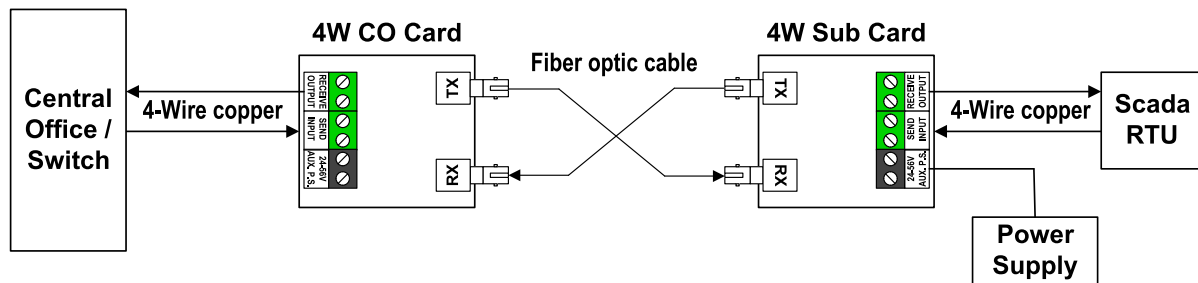 4W CO Card
4W Sub Card
Fiber optic cable
Central
Office /
Switch
4-Wire copper
RECEIVE
OUTPUT
SEND
INPUT
24-56V
AUX. P.S.
TX
RX
TX
RX
RECEIVE
OUTPUT
SEND
INPUT
24-56V
AUX. P.S.
4-Wire copper
Scada
RTU
Power
Supply